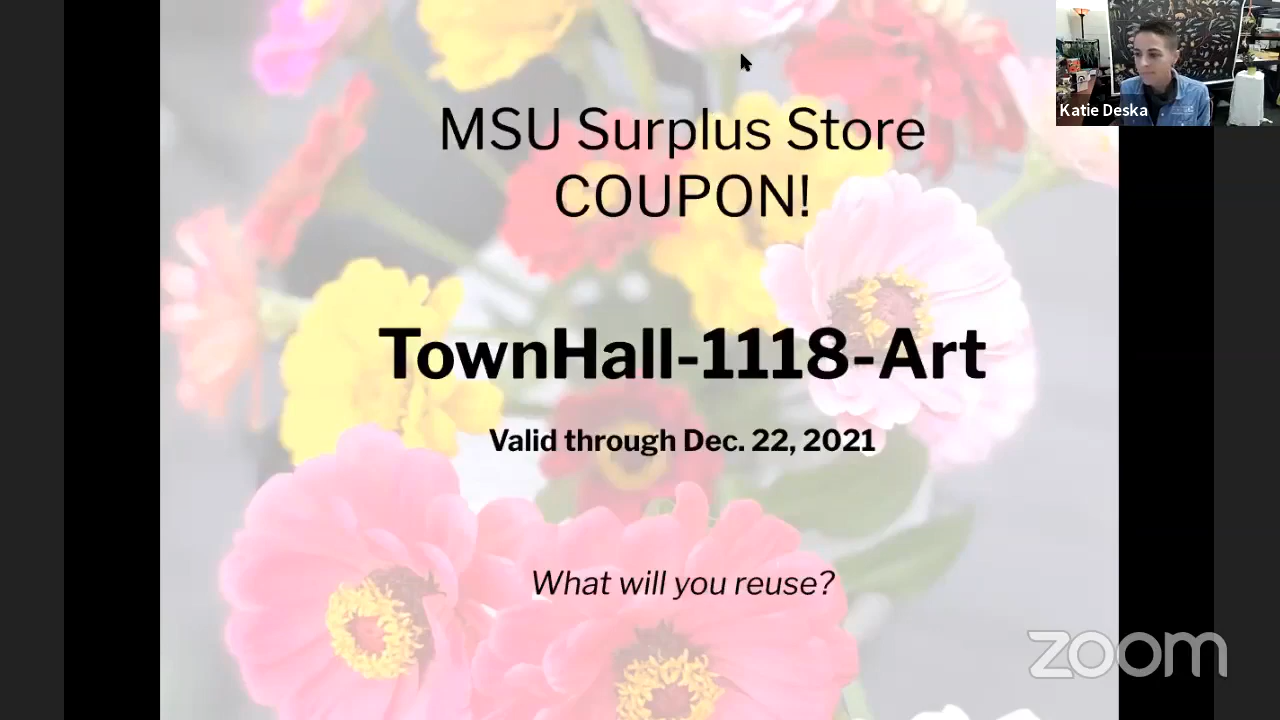 Katie Deska
MSU Surplus Store
COUPON!
TownHall-1118-Art
Valid through Dec. 22, 2021
What will you reuse?
zoom